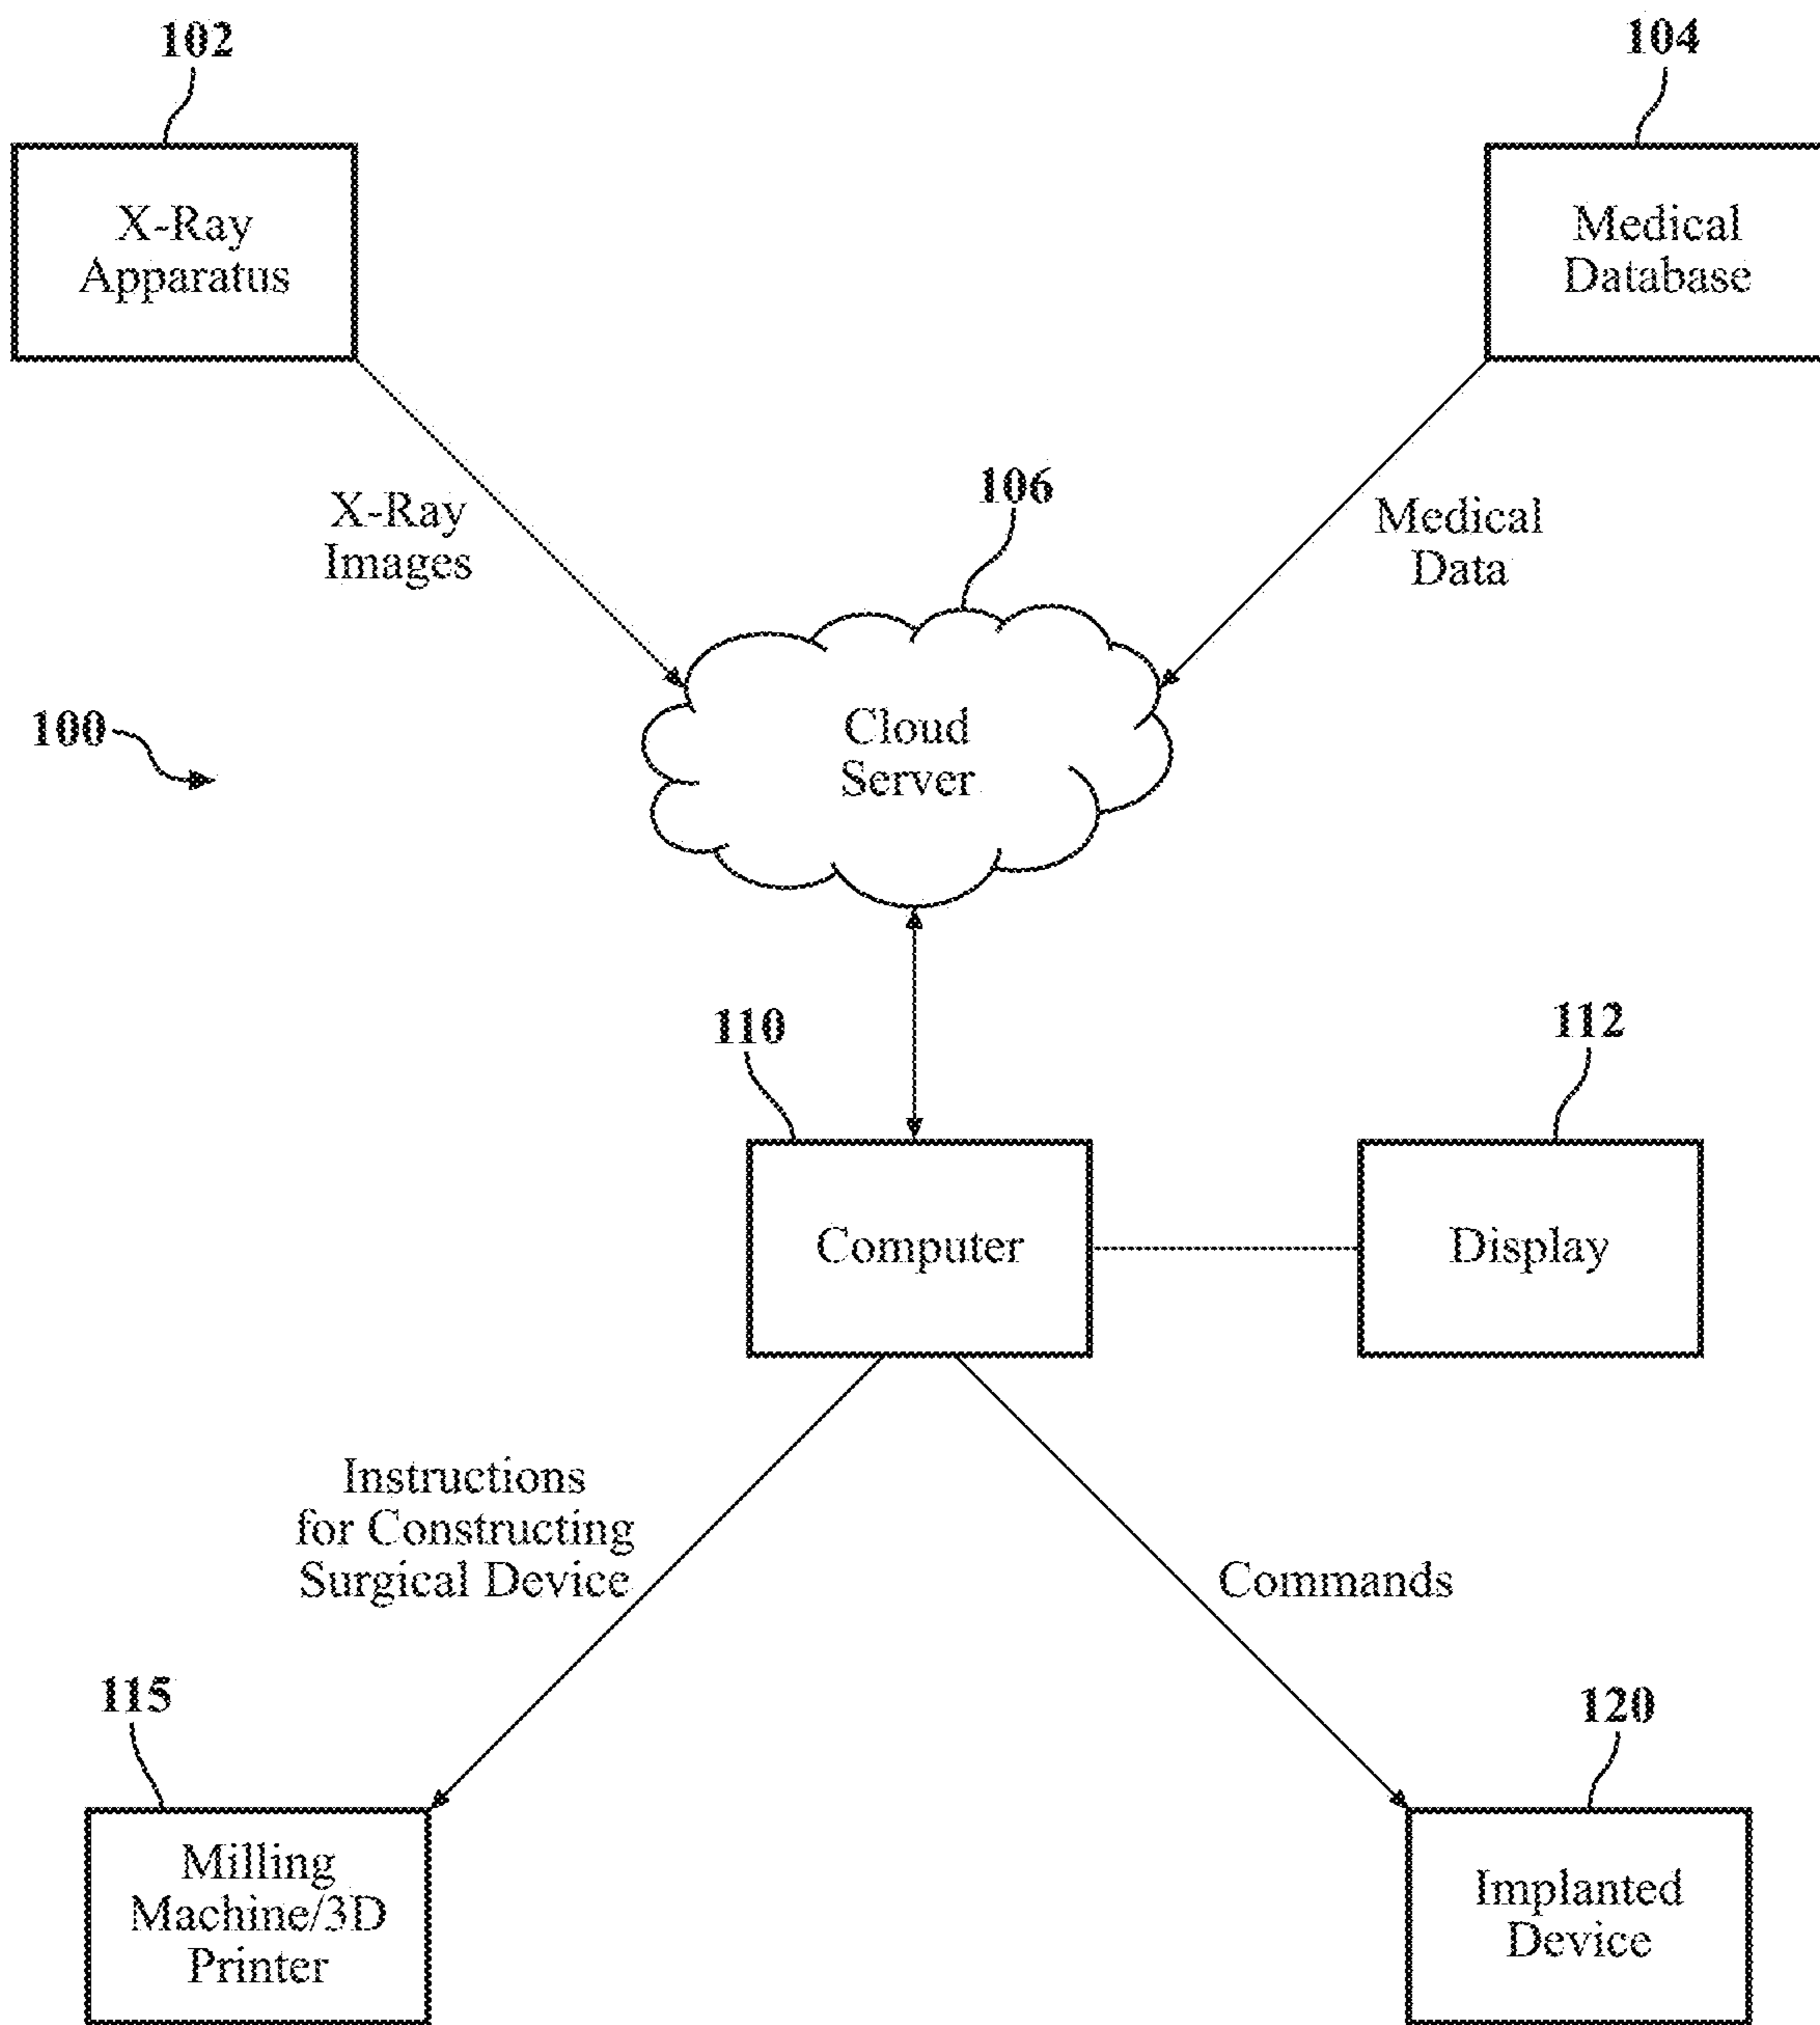 102
104
X-Ray
Apparatus
Medical
Database
X-Ray
Images
106
Medical
Data
100
Cloud
Server
110
112
Computer
Display
Instructions
for Constructing
Surgical Device
Commands
115
120
Milling
Machine/3D
Printer
Implanted
Device